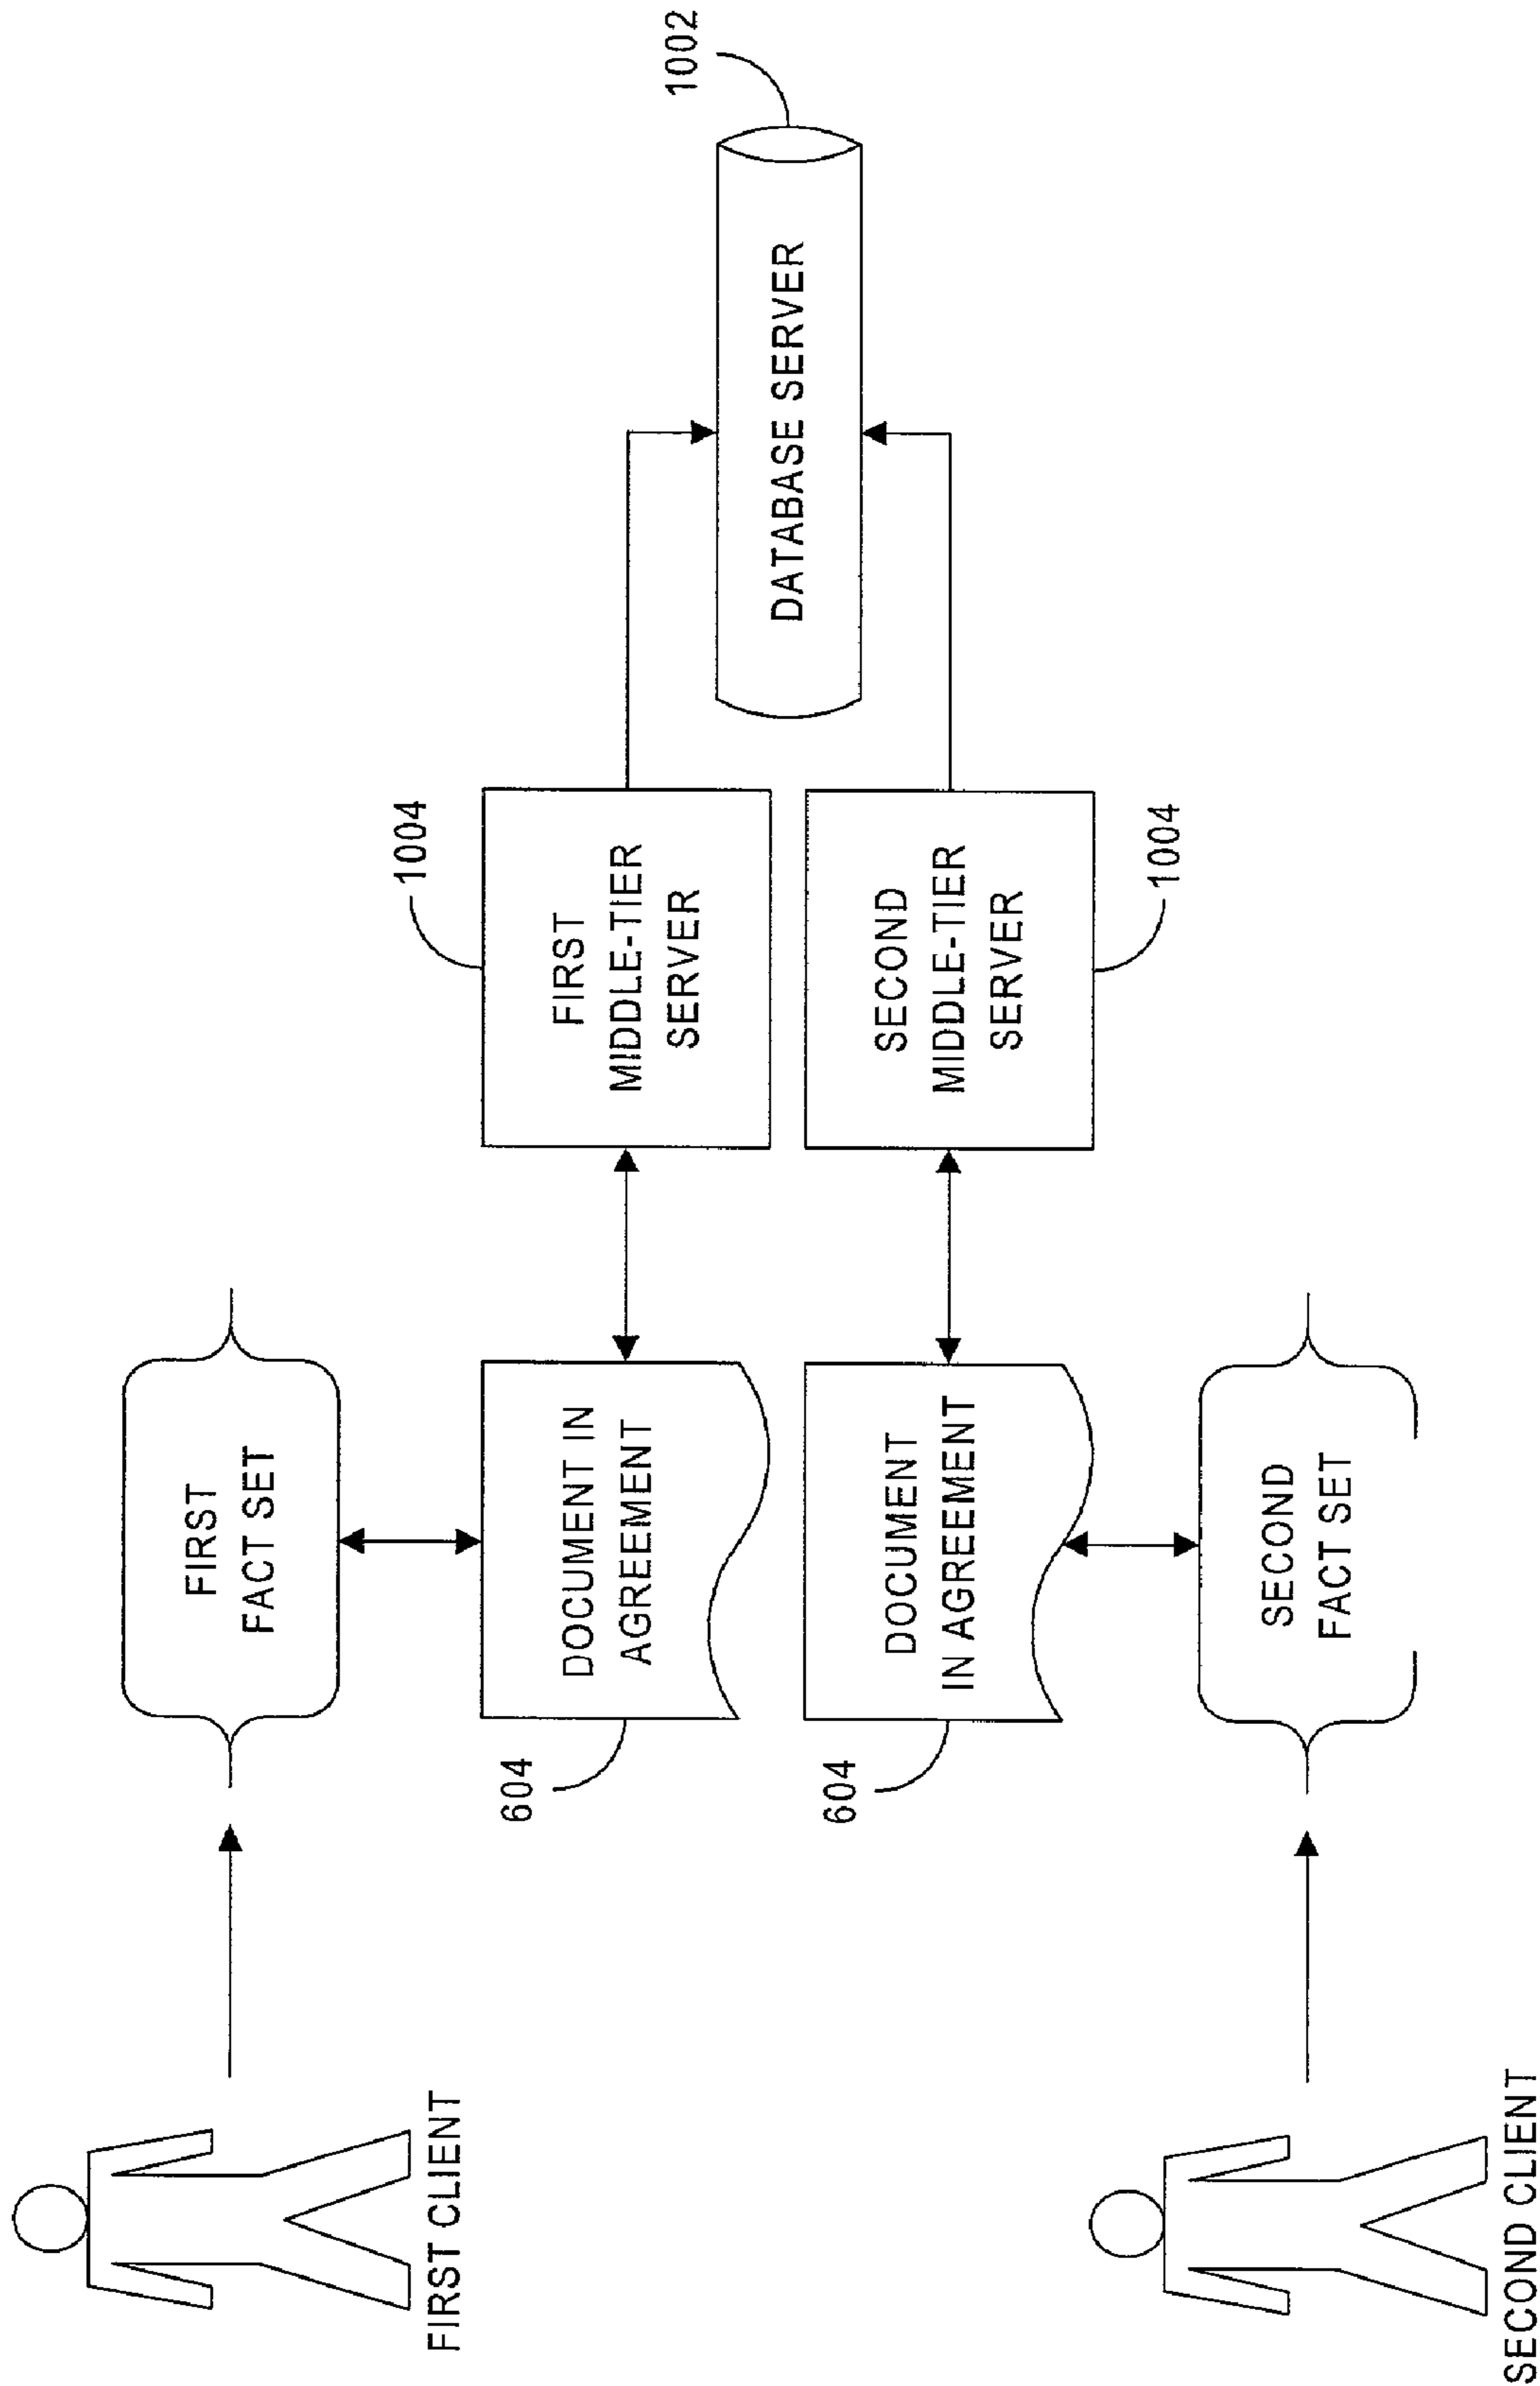 FIRST CLIENT
FIRST
FACT SET
604
DOCUMENT IN
AGREEMENT
1004
FIRST
MIDDLE-TIER
SERVER
1002
DATABASE SERVER
604
DOCUMENT
IN AGREEMENT
SECOND
MIDDLE-TIER
SERVER
1004
SECOND CLIENT
SECOND
FACT SET